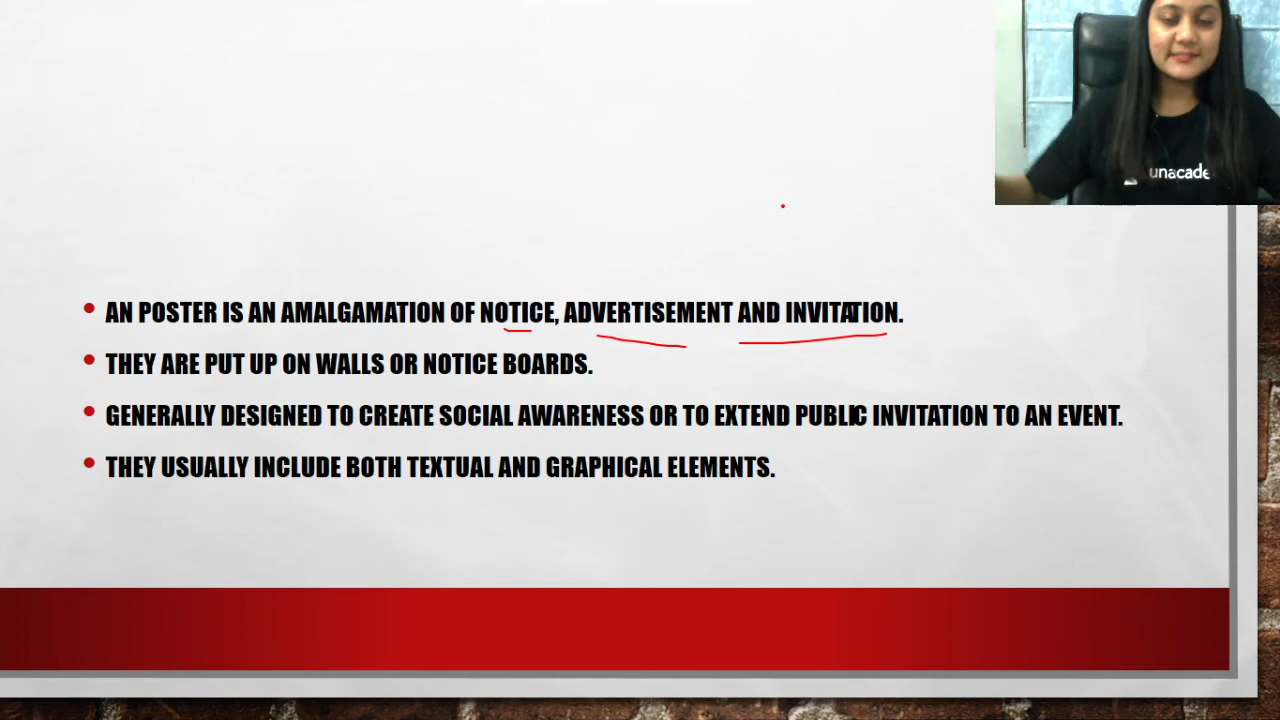 unacade
AN POSTER IS AN AMALGAMATION OF NOTICE, ADVERTISEMENT AND INVITATION.
THEY ARE PUT UP ON WALLS OR NOTICE BOARDS.
GENERALLY DESIGNED TO CREATE SOCIAL AWARENESS OR TO EXTEND PUBLIC INVITATION TO AN EVENT.
THEY USUALLY INCLUDE BOTH TEXTUAL AND GRAPHICAL ELEMENTS.